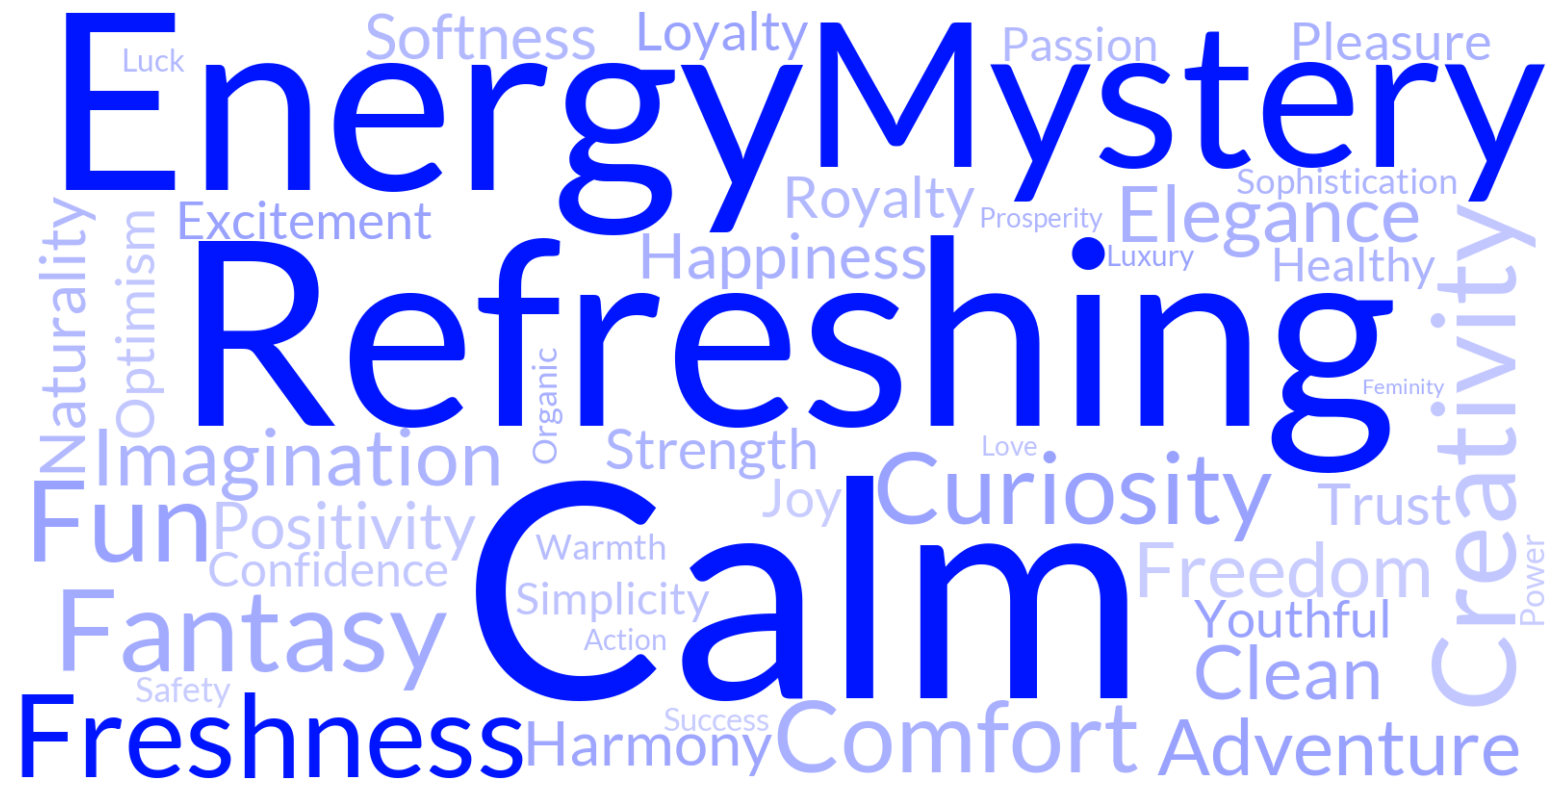 Energy
Mystery
Luck
Softness
Loyalty
Passion
Pleasure
Excitement
Royalty
Prosperity
Elegance
Sophistication
Naturality
Optimism
Happiness
Luxury
Healthy
Refreshing
Creativity
Organic
Feminity
Imagination
Strength
Love
Fun
Positivity
Calm
Joy
Curiosity
Trust
Confidence
Warmth
Freedom
Power
Fantasy
Simplicity
Youthful
Action
Clean
Safety
Freshness
Harmony
Success
Comfort
Adventure